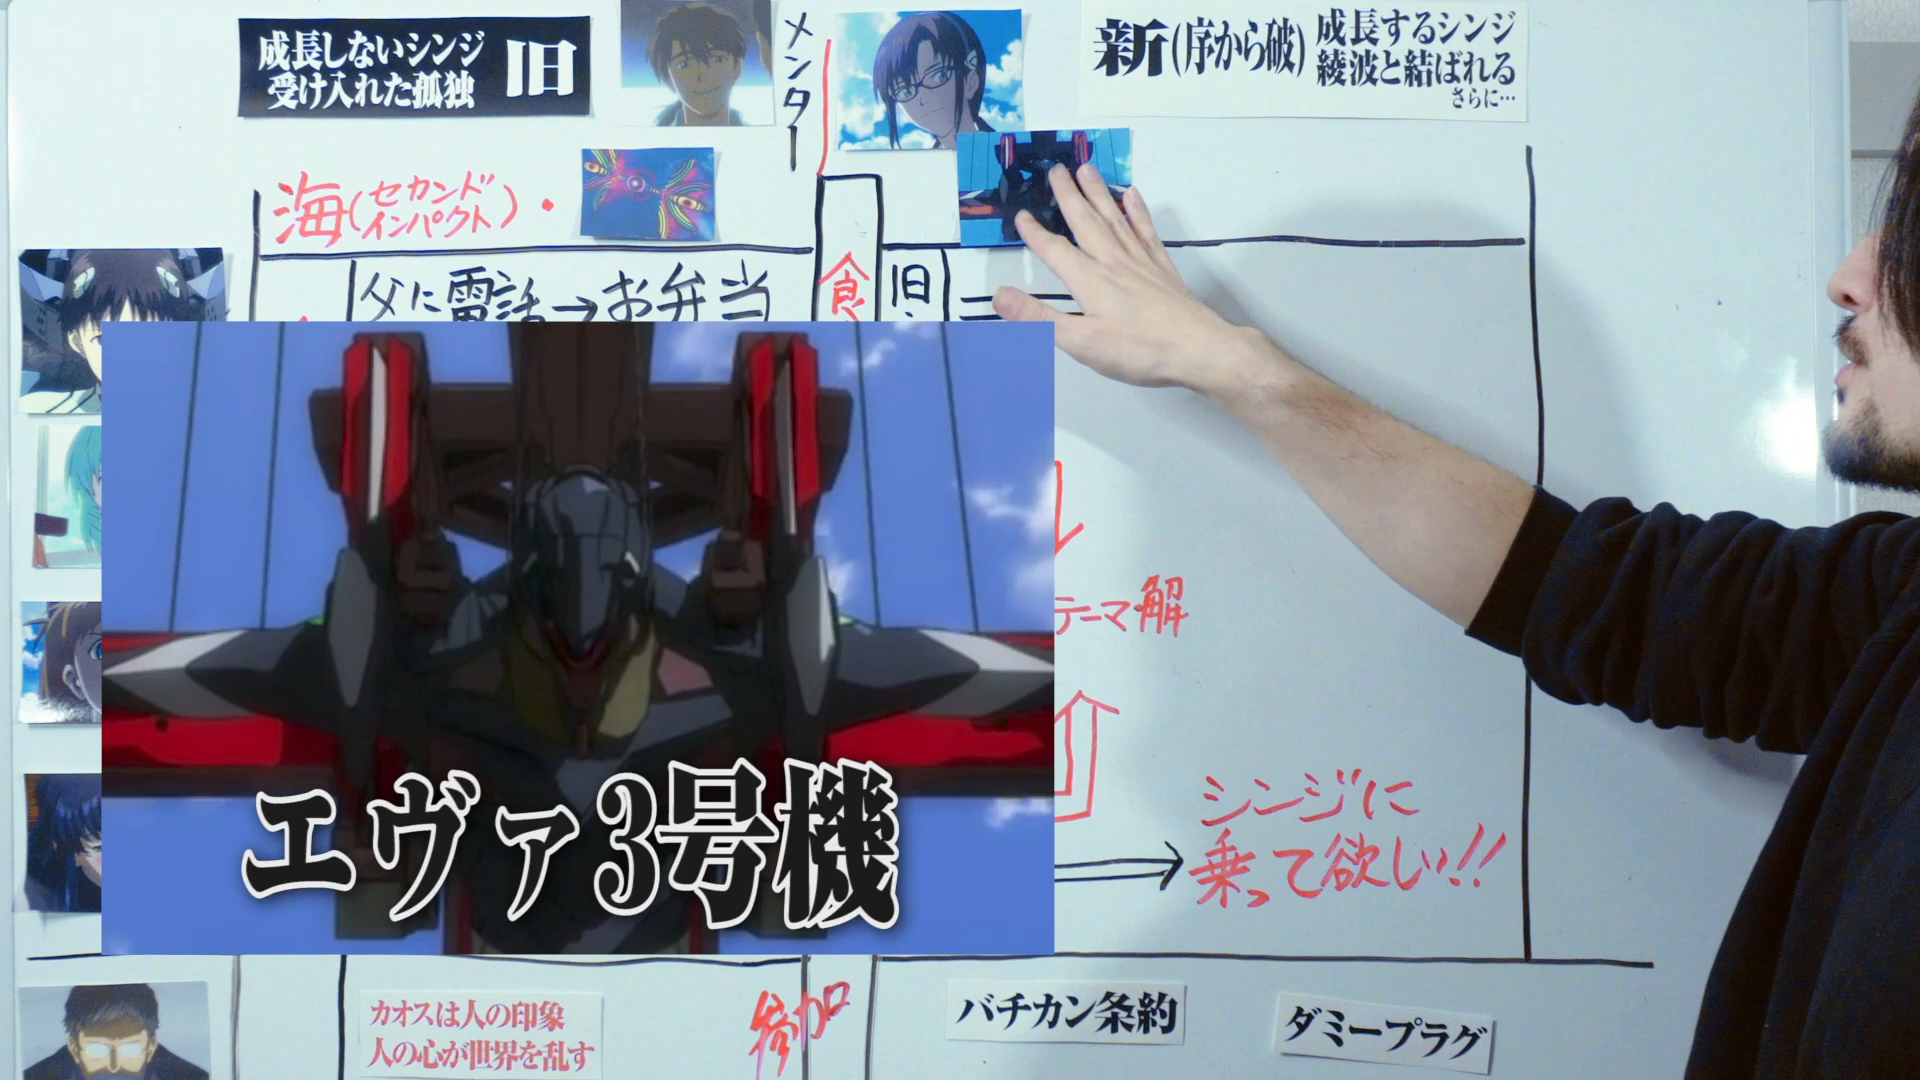 成長しないシンジ
受け入れた孤独
旧
メンター
新(序から破)
成長するシンジ
綾波と結ばれる
さらに…
海(セカンドインパクト)・
父に電話→お弁当
食
旧
テーマ解
エヴァ3号機
シンジに
乗って欲しい!!
カオスは人の印象
人の心が世界を乱す
参加
バチカン条約
ダミープラグ